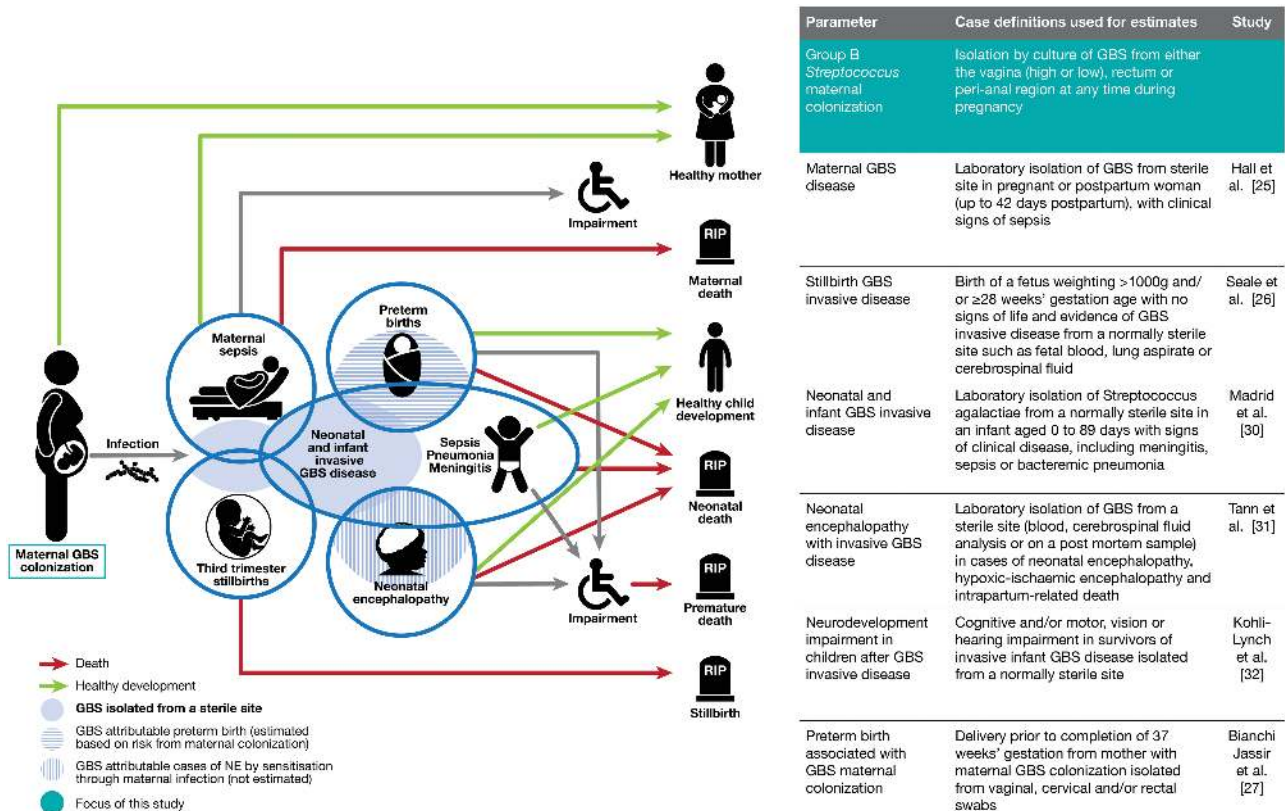 Healthy mother
Impairment
RIP
Maternal
death
Maternal
sepsis
Preterm
births
Healthy child
development
Infection
Neonatal
and infant
invasive
GBS disease
Sepsis
Pneumonia
Meningitis
RIP
Neonatal
death
Maternal GBS
colonization
Third trimester
stillbirths
Neonatal
encephalopathy
Impairment
RIP
Premature
death
RIP
Stillbirth
Death
Healthy development
GBS isolated from a sterile site
GBS attributable preterm birth (estimated
based on risk from maternal colonization)
GBS attributable cases of NE by sensitisation
through maternal infection (not estimated)
Focus of this study
Parameter Case definitions used for estimates Study
Group B Isolation by culture of GBS from either
Streptococcus the vagina (high or low), rectum or
maternal peri-anal region at any time during
colonization pregnancy
Maternal GBS Laboratory isolation of GBS from sterile Hall et
disease site in pregnant or postpartum woman al. [25]
(up to 42 days postpartum), with clinical
signs of sepsis
Stillbirth GBS Birth of a fetus weighting >1000g and/ Seale et
invasive disease or ≥28 weeks' gestation age with no al. [26]
signs of life and evidence of GBS
invasive disease from a normally sterile
site such as fetal blood, lung aspirate or
cerebrospinal fluid
Neonatal and Laboratory isolation of Streptococcus Madrid
infant GBS invasive agalactiae from a normally sterile site in et al.
disease an infant aged 0 to 89 days with signs [30]
of clinical disease, including meningitis,
sepsis or bacteremic pneumonia
Neonatal Laboratory isolation of GBS from a Tann et
encephalopathy sterile site (blood, cerebrospinal fluid al. [31]
with invasive GBS analysis or on a post mortem sample)
disease in cases of neonatal encephalopathy,
hypoxic-ischaemic encephalopathy and
intrapartum-related death
Neurodevelopment Cognitive and/or motor, vision or Kohli-
impairment in hearing impairment in survivors of Lynch
children after GBS invasive infant GBS disease isolated et al.
invasive disease from a normally sterile site [32]
Preterm birth Delivery prior to completion of 37 Bianchi
associated with weeks' gestation from mother with Jassir
GBS maternal maternal GBS colonization isolated et al.
colonization from vaginal, cervical and/or rectal [27]
swabs